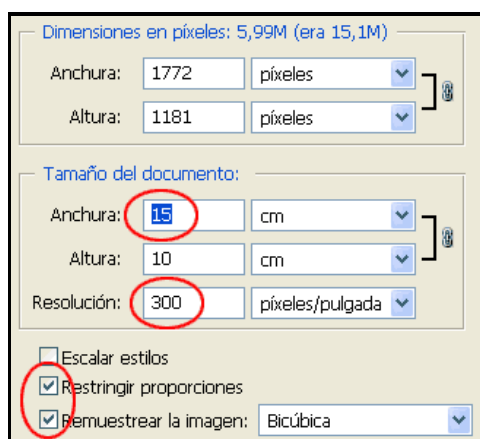 Dimensiones en píxeles: 5,99M (era 15,1M)
Anchura: 1772 píxeles
Altura: 1181 píxeles
Tamaño del documento:
Anchura: 15 cm
Altura: 10 cm
Resolución: 300 píxeles/pulgada
Escalar estilos
Restringir proporciones
Remuestrear la imagen: Bicúbica